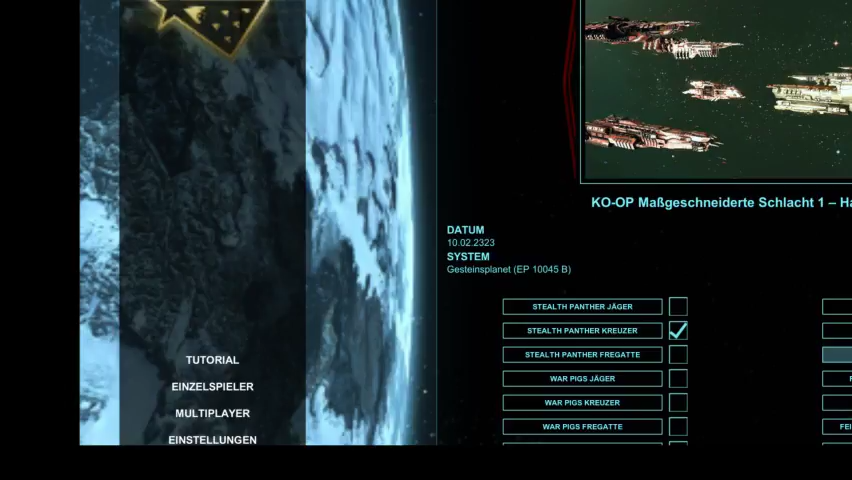 KO-OP Maßgeschneiderte Schlacht 1 – Ha
DATUM
10.02.2323
SYSTEM
Gesteinsplanet (EP 10045 B)
STEALTH PANTHER JÄGER
STEALTH PANTHER KREUZER
STEALTH PANTHER FREGATTE
WAR PIGS JÄGER
WAR PIGS KREUZER
WAR PIGS FREGATTE
TUTORIAL
EINZELSPIELER
MULTIPLAYER
EINSTELLUNGEN
F
FEI